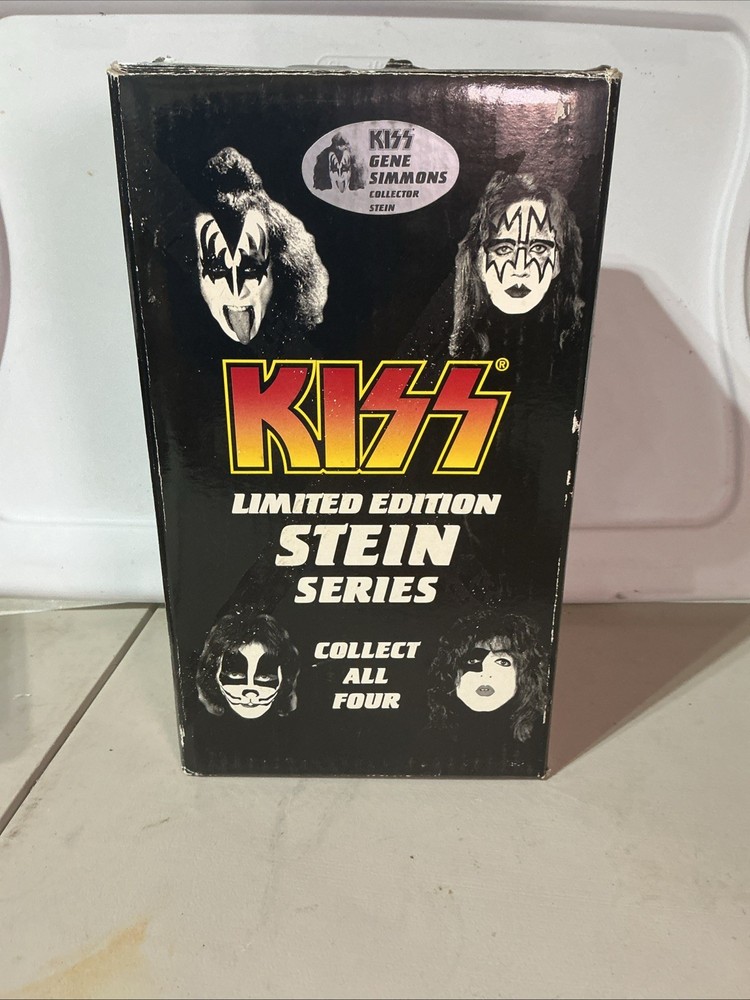 KISS
GENE
SIMMONS
COLLECTOR
STEIN
KISS®
LIMITED EDITION
STEIN
SERIES
COLLECT
ALL
FOUR